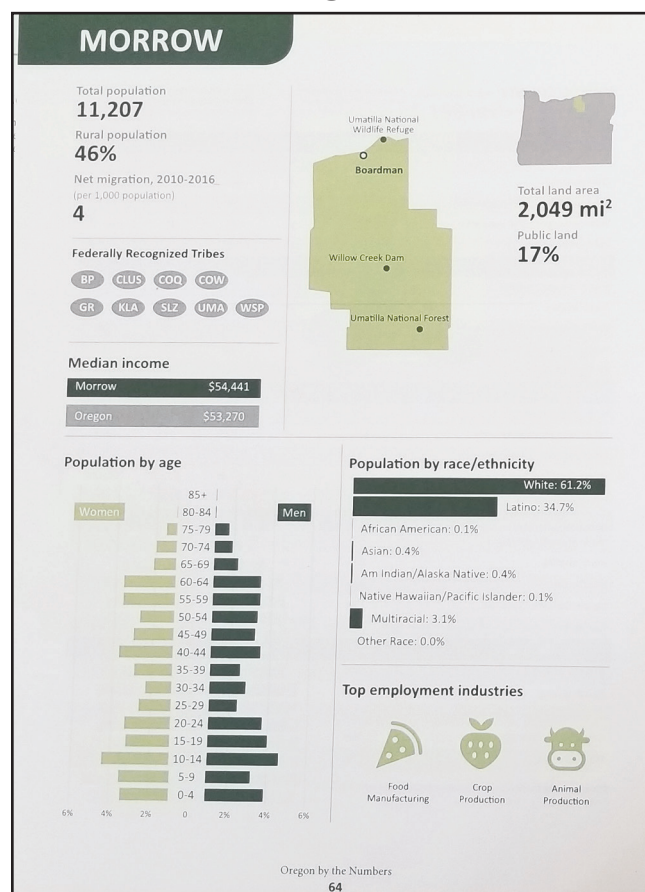 MORROW
Total population
11,207
Rural population
46%
Net migration, 2010-2016
(per 1,000 population)
4
Federally Recognized Tribes
BP CLUS COQ COW
GR KLA SLZ UMA WSP
Median income
Morrow $54,441
Oregon $53,270
Umatilla National
Wildlife Refuge
Boardman
Willow Creek Dam
Umatilla National Forest
Total land area
2,049 mi²
Public land
17%
Population by age
Women
Men
85+
80-84
75-79
70-74
65-69
60-64
55-59
50-54
45-49
40-44
35-39
30-34
25-29
20-24
15-19
10-14
5-9
0-4
6% 4% 2% 0 2% 4% 6%
Population by race/ethnicity
White: 61.2%
Latino: 34.7%
African American: 0.1%
Asian: 0.4%
Am Indian/Alaska Native: 0.4%
Native Hawaiian/Pacific Islander: 0.1%
Multiracial: 3.1%
Other Race: 0.0%
Top employment industries
Food
Manufacturing
Crop
Production
Animal
Production
Oregon by the Numbers
64